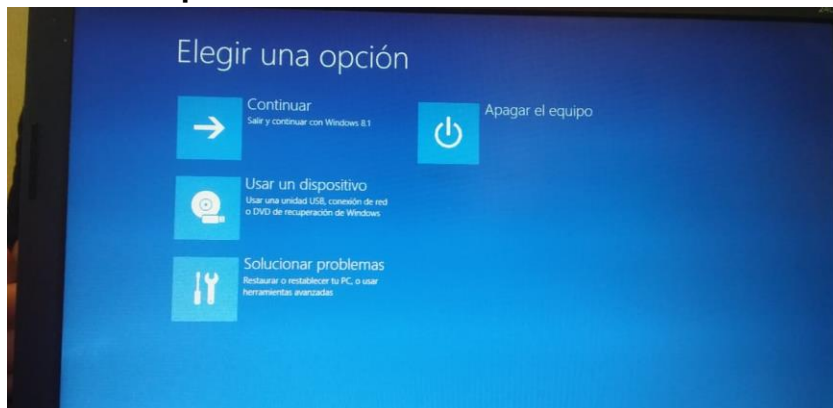 Elegir una opción
Continuar
Salir y continuar con Windows 8.1
Apagar el equipo
Usar un dispositivo
Usar una unidad USB, conexión de red
o DVD de recuperación de Windows
Solucionar problemas
Restaurar o restablecer tu PC, o usar
herramientas avanzadas